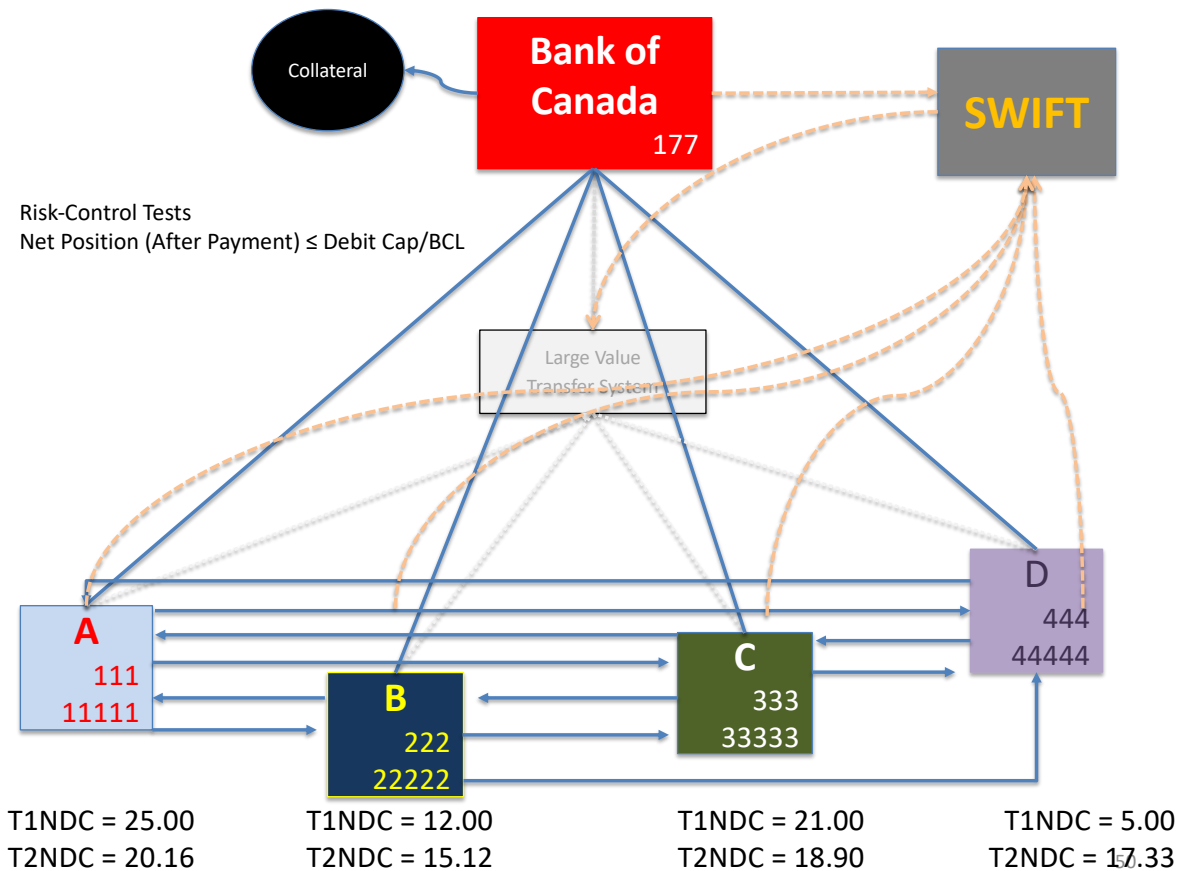 Collateral
Bank of
Canada
177
SWIFT
Risk-Control Tests
Net Position (After Payment) ≤ Debit Cap/BCL
Large Value
Transfer System
A
111
11111
B
222
22222
C
333
33333
D
444
44444
T1NDC = 25.00
T2NDC = 20.16
T1NDC = 12.00
T2NDC = 15.12
T1NDC = 21.00
T2NDC = 18.90
T1NDC = 5.00
T2NDC = 17.33
50